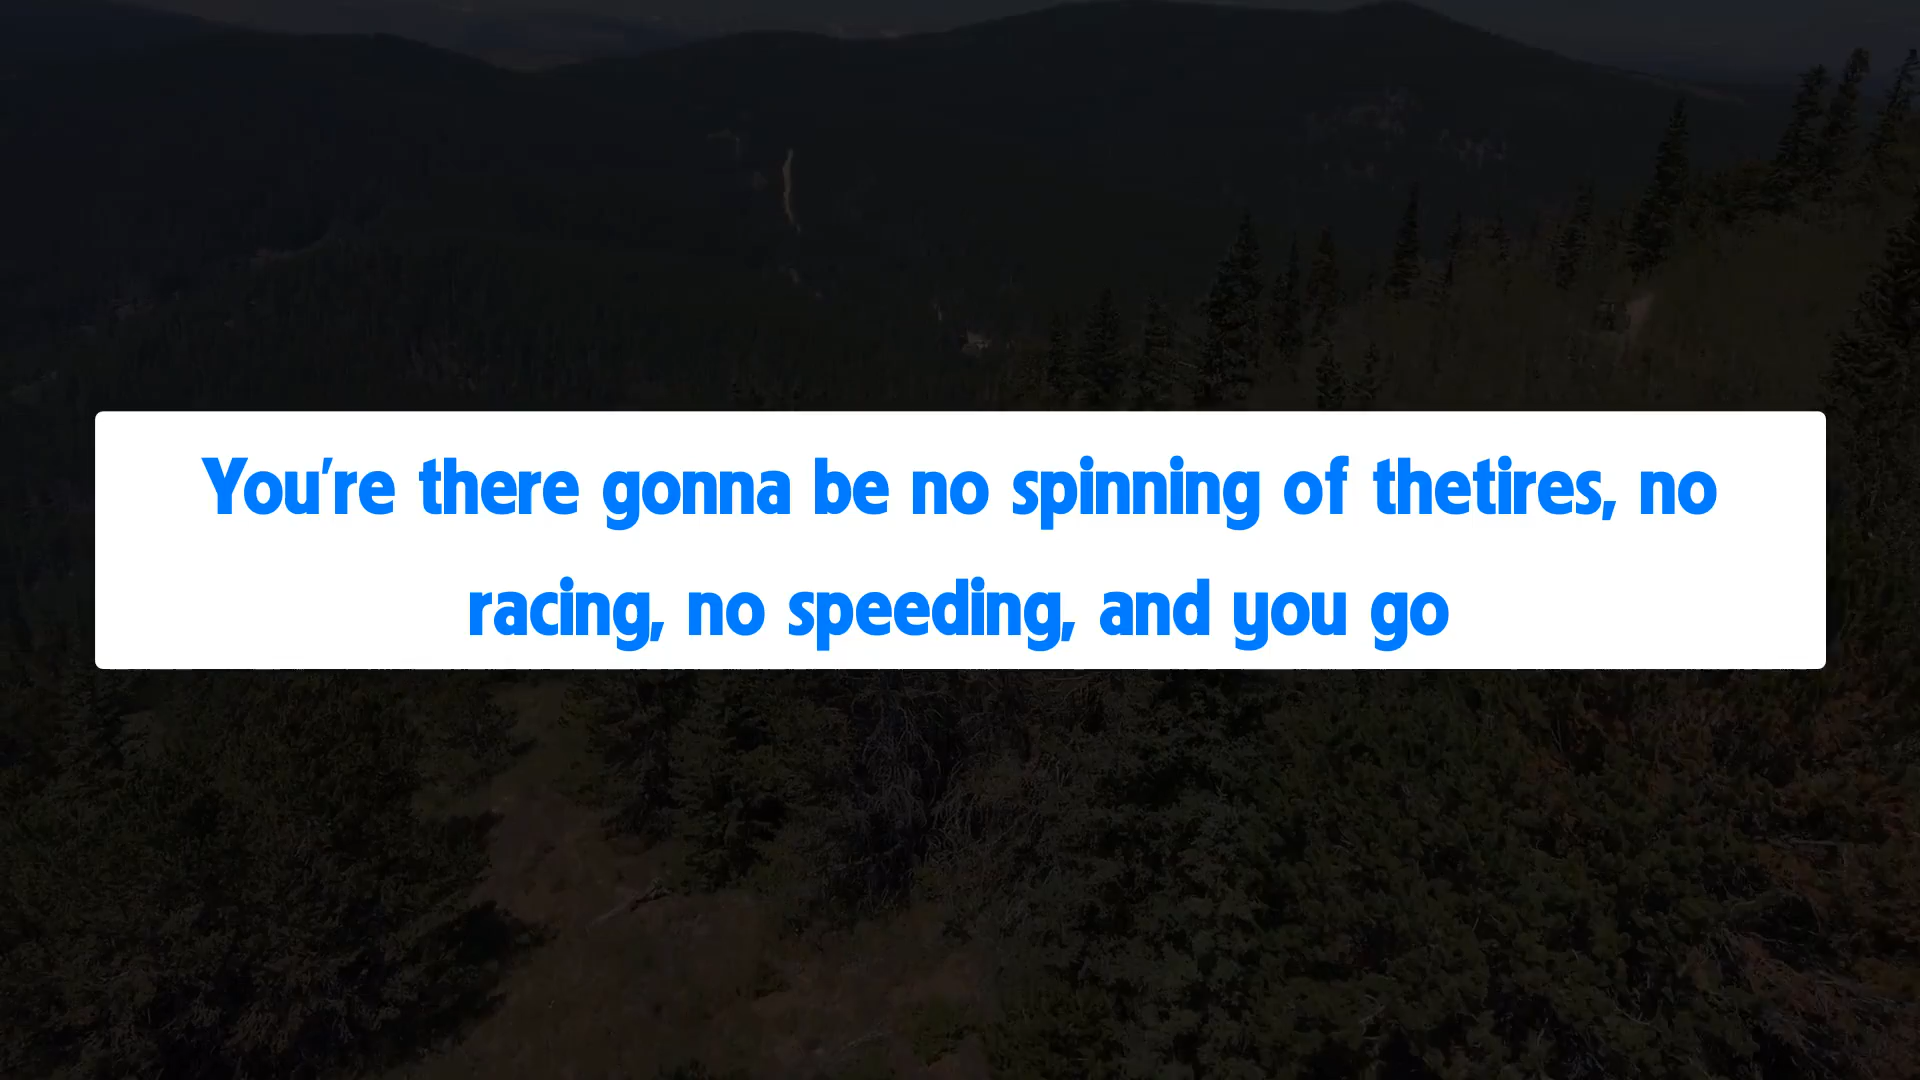 You're there gonna be no spinning of thetires, no
racing, no speeding, and you go